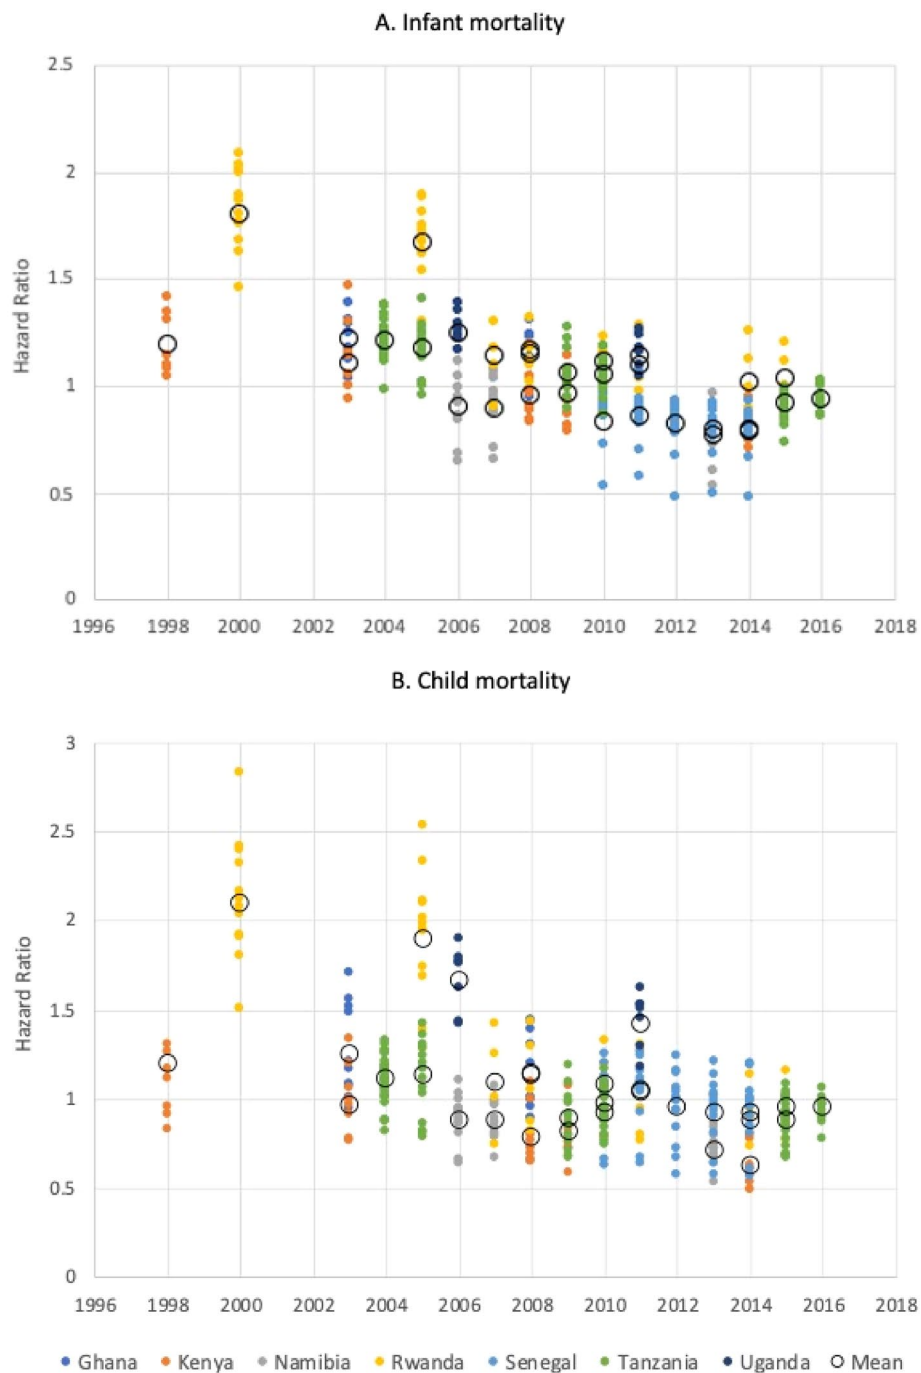 A. Infant mortality
2.5
2
1.5
1
0.5
0
Hazard Ratio
1996 1998 2000 2002 2004 2006 2008 2010 2012 2014 2016 2018
B. Child mortality
3
2.5
2
1.5
1
0.5
0
Hazard Ratio
1996 1998 2000 2002 2004 2006 2008 2010 2012 2014 2016 2018
Ghana Kenya Namibia Rwanda Senegal Tanzania Uganda Mean